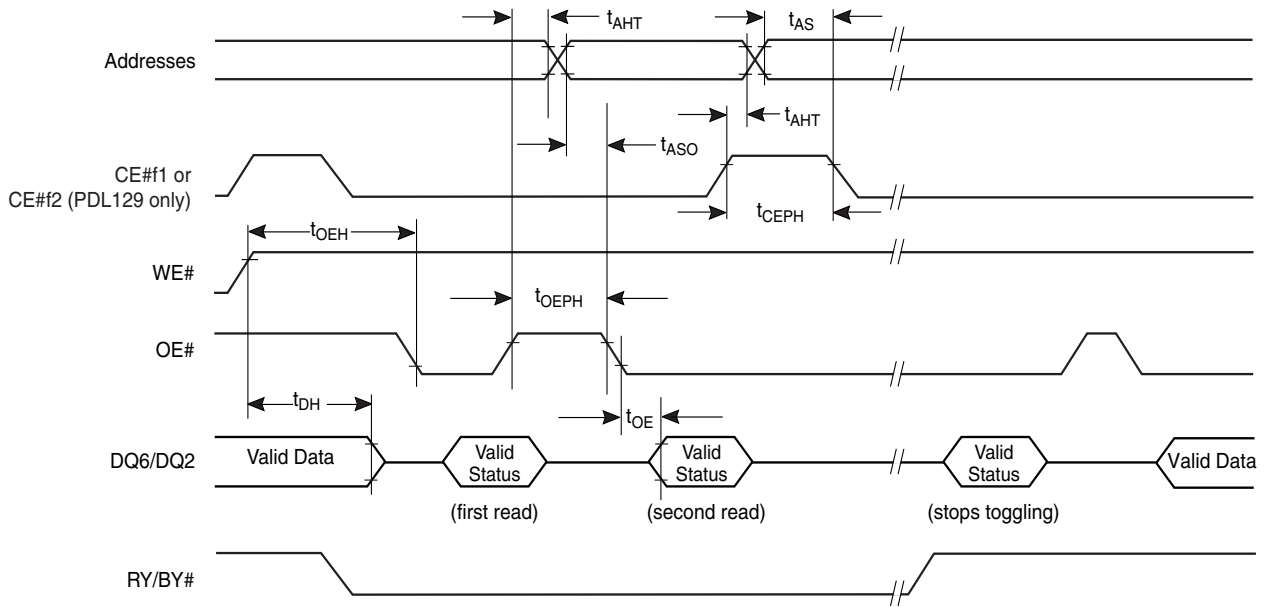 tAHT
tAS
Addresses
tAHT
tASO
CE#f1 or
CE#f2 (PDL129 only)
tCEPH
tOEH
WE#
tOEPH
OE#
tDH
tOE
DQ6/DQ2
Valid Data
Valid
Status
Valid
Status
Valid
Status
Valid Data
(first read)
(second read)
(stops toggling)
RY/BY#